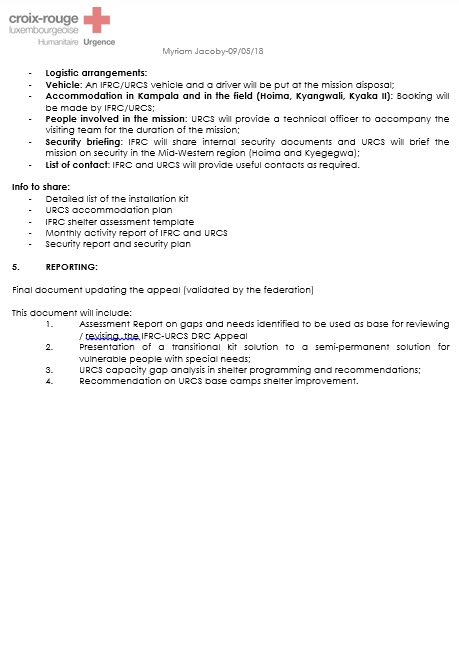 croix-rouge
luxembourgeoise
Humanitaire Urgence
Myriam Jacoby-09/05/18
- Logistic arrangements:
- Vehicle: An IFRC/URCS vehicle and a driver will be put at the mission disposal;
- Accommodation in Kampala and in the field (Hoima, Kyangwali, Kyaka II): Booking will
be made by IFRC/URCS;
- People involved in the mission: URCS will provide a technical officer to accompany the
visiting team for the duration of the mission;
- Security briefing: IFRC will share internal security documents and URCS will brief the
mission on security in the Mid-Western region (Hoima and Kyegegwa);
- List of contact: IFRC and URCS will provide useful contacts as required.
Info to share:
- Detailed list of the installation kit
- URCS accommodation plan
- IFRC shelter assessment template
- Monthly activity report of IFRC and URCS
- Security report and security plan
5. REPORTING:
Final document updating the appeal (validated by the federation)
This document will include:
1. Assessment Report on gaps and needs identified to be used as base for reviewing
/ revising the IFRC-URCS DRC Appeal
2. Presentation of a transitional kit solution to a semi-permanent solution for
vulnerable people with special needs;
3. URCS capacity gap analysis in shelter programming and recommendations;
4. Recommendation on URCS base camps shelter improvement.